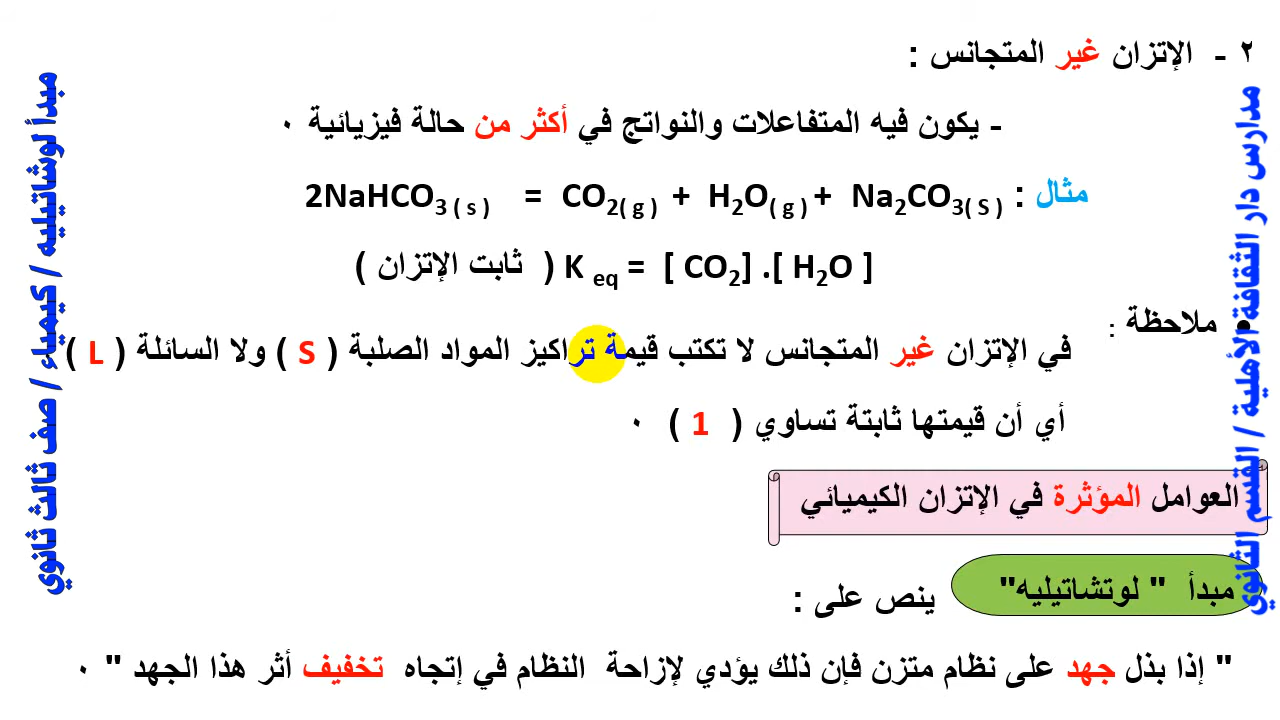 ٢ - الإتزان غير المتجانس :
- يكون فيه المتفاعلات والنواتج في أكثر من حالة فيزيائية ٠
مثال : 2NaHCO3 ( s ) = CO2( g ) + H2O( g ) + Na2CO3( S )
K eq = [ CO2] .[ H2O ] ( ثابت الإتزان )
• ملاحظة :
في الإتزان غير المتجانس لا تكتب قيمة تراكيز المواد الصلبة ( S ) ولا السائلة ( L )
أي أن قيمتها ثابتة تساوي ( 1 ) ٠
العوامل المؤثرة في الإتزان الكيميائي
مبدأ " لوتشاتيليه" ينص على :
" إذا بذل جهد على نظام متزن فإن ذلك يؤدي لإزاحة النظام في إتجاه تخفيف أثر هذا الجهد " ٠
مدارس دار الثقافة الأهلية / القسم الثانوي
مبدأ لوشاتيليه / كيمياء / صف ثالث ثانوي